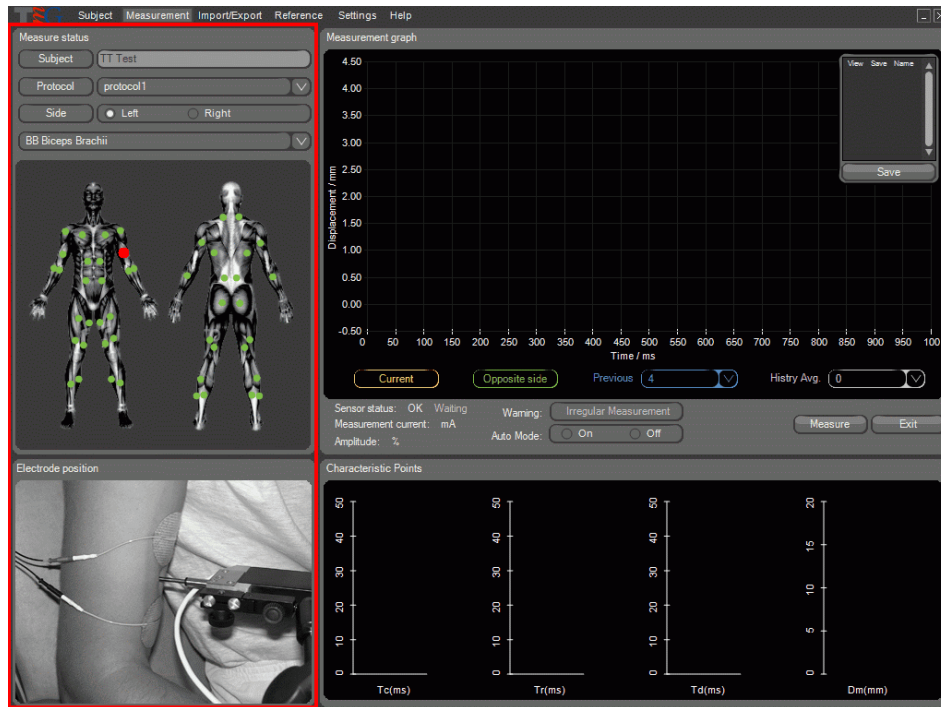 Subject Measurement Import/Export Reference Settings Help
Measure status
Subject TT Test
Protocol protocol1
Side Left Right
BB Biceps Brachii
Electrode position
Measurement graph
4.50
4.00
3.50
3.00
2.50
2.00
1.50
1.00
0.50
0.00
-0.50
Displacement / mm
0 50 100 150 200 250 300 350 400 450 500 550 600 650 700 750 800 850 900 950 100
Time / ms
View Save Name
Save
Current Opposite side Previous 4 Histry Avg. 0
Sensor status: OK Waiting
Measurement current: mA
Amplitude: %
Warning: Irregular Measurement
Auto Mode: On Off
Measure Exit
Characteristic Points
50
40
30
20
10
0
Tc(ms)
50
40
30
20
10
0
Tr(ms)
50
40
30
20
10
0
Td(ms)
20
15
10
5
0
Dm(mm)